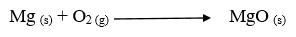 Mg (s) + O2 (g) ⟶ MgO (s)